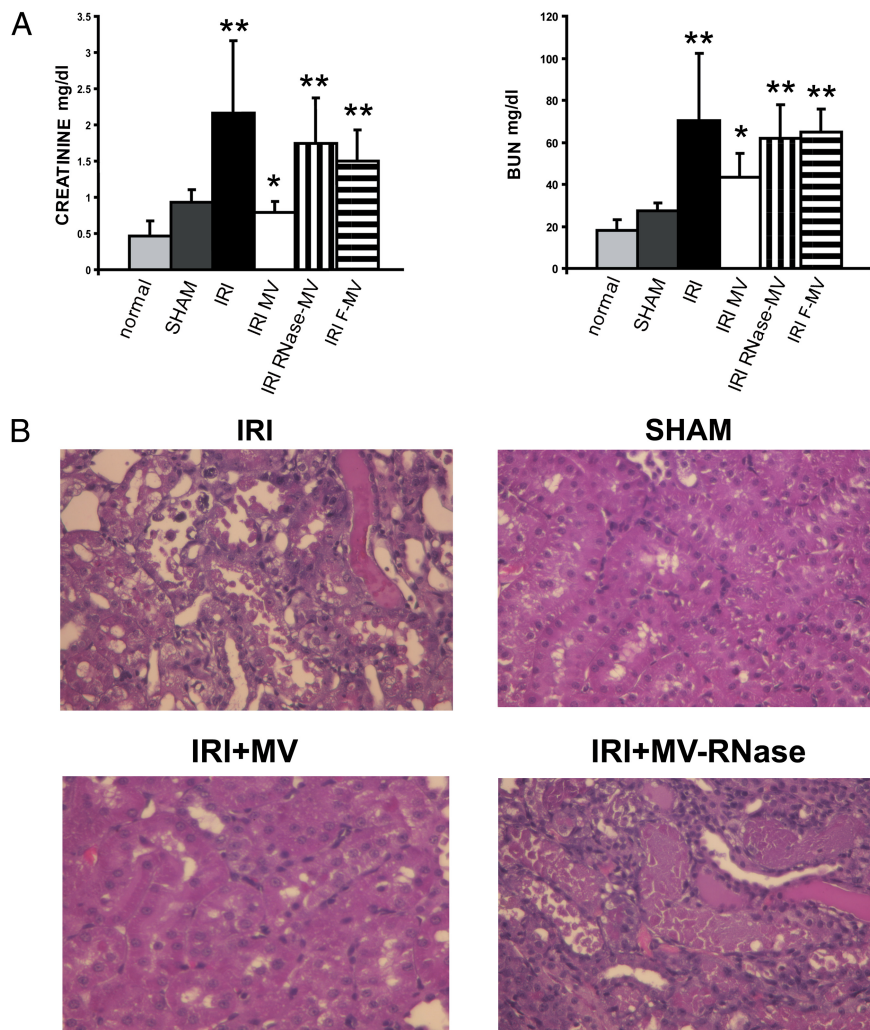 A
CREATININE mg/dl
3.5
3
2.5
2
1.5
1
0.5
0
**
*
**
**
normal
SHAM
IRI
IRI MV
IRI RNase-MV
IRI F-MV
BUN mg/dl
120
100
80
60
40
20
0
**
*
**
**
normal
SHAM
IRI
IRI MV
IRI RNase-MV
IRI F-MV
B
IRI
SHAM
IRI+MV
IRI+MV-RNase